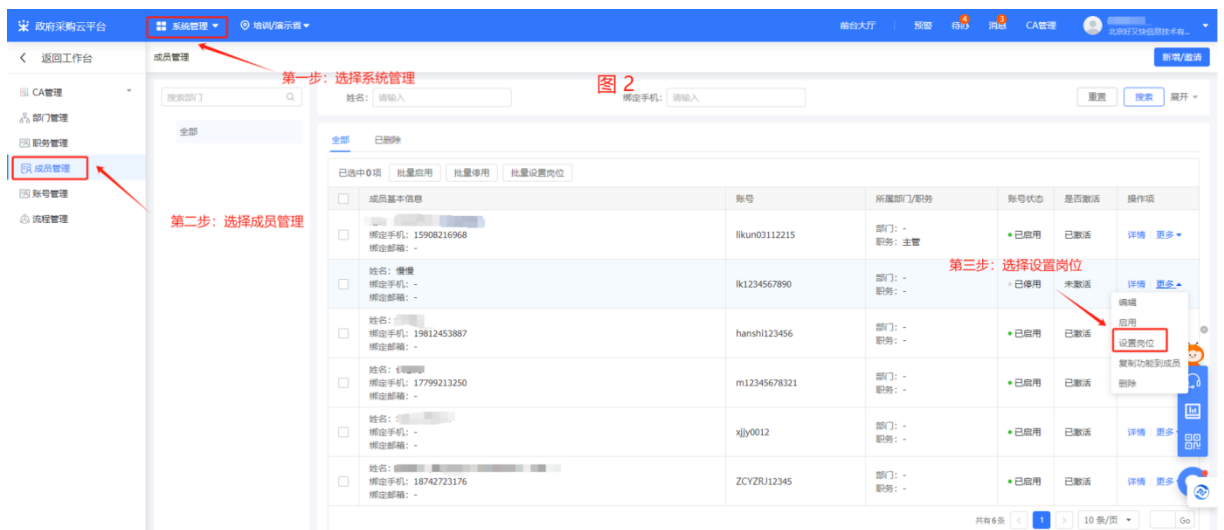 政府采购云平台
系统管理
培训/演示省
前台大厅
预警
待办
4
消息
3
CA管理
北京好又快信息技术有...
返回工作台
成员管理
新增/邀请
第一步：选择系统管理
图 2
CA管理
部门管理
职务管理
成员管理
账号管理
流程管理
第二步：选择成员管理
搜索部门
全部
姓名： 请输入
绑定手机： 请输入
重置
搜索
展开
全部
已删除
已选中0项 批量启用 批量停用 批量设置岗位
成员基本信息 账号 所属部门/职务 账号状态 是否激活 操作项
绑定手机：15908216968
绑定邮箱：-
likun03112215
部门：-
职务：主管
已启用 已激活 详情 更多
第三步：选择设置岗位
姓名：慢慢
绑定手机：-
绑定邮箱：-
lk1234567890
部门：-
职务：-
已停用 未激活 详情 更多
编辑
启用
设置岗位
复制功能到成员
删除
姓名：
绑定手机：19812453887
绑定邮箱：-
hanshi123456
部门：-
职务：-
已启用 已激活
姓名：
绑定手机：17799213250
绑定邮箱：-
m12345678321
部门：-
职务：-
已启用 已激活
姓名：
绑定手机：-
绑定邮箱：-
xjjy0012
部门：-
职务：-
已启用 已激活 详情 更多
姓名：
绑定手机：18742723176
绑定邮箱：-
ZCYZRJ12345
部门：-
职务：-
已启用 已激活 详情 更多
共有6条 < 1 > 10 条/页 Go